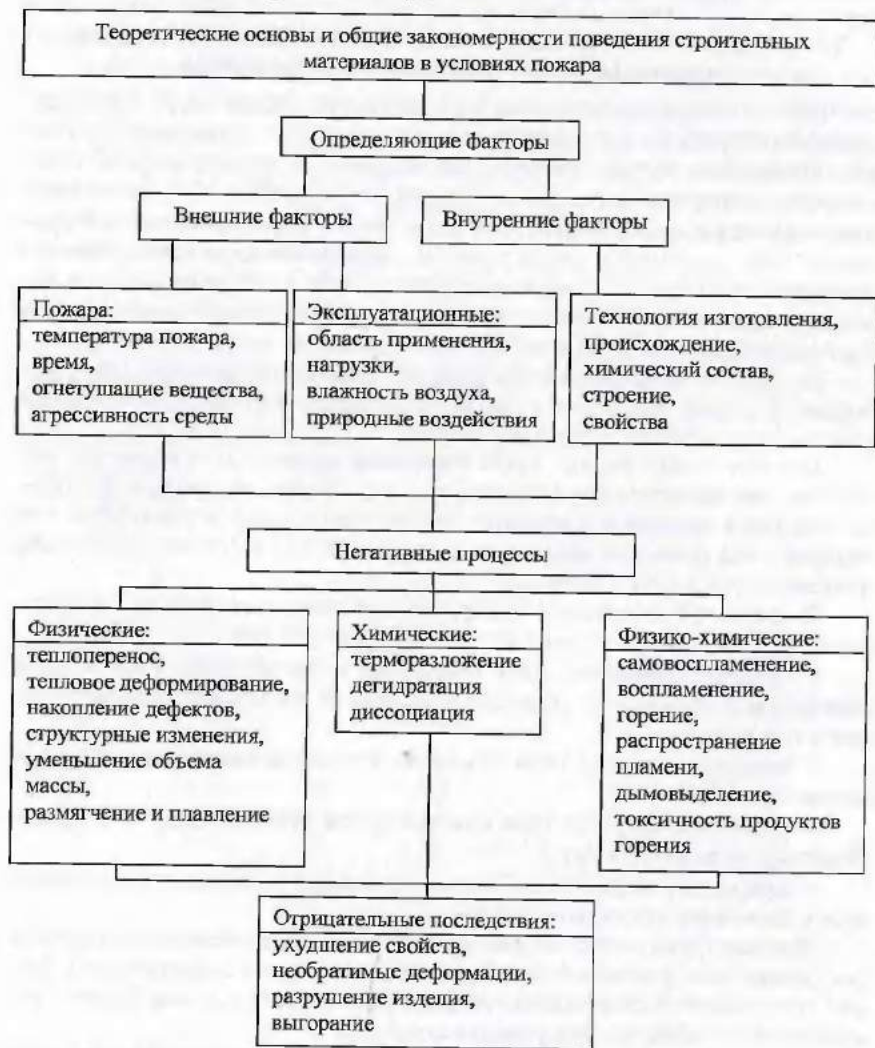 Теоретические основы и общие закономерности поведения строительных
материалов в условиях пожара
Определяющие факторы
Внешние факторы
Внутренние факторы
Пожара:
температура пожара,
время,
огнетушащие вещества,
агрессивность среды
Эксплуатационные:
область применения,
нагрузки,
влажность воздуха,
природные воздействия
Технология изготовления,
происхождение,
химический состав,
строение,
свойства
Негативные процессы
Физические:
теплоперенос,
тепловое деформирование,
накопление дефектов,
структурные изменения,
уменьшение объема
массы,
размягчение и плавление
Химические:
терморазложение
дегидратация
диссоциация
Физико-химические:
самовоспламенение,
воспламенение,
горение,
распространение
пламени,
дымовыделение,
токсичность продуктов
горения
Отрицательные последствия:
ухудшение свойств,
необратимые деформации,
разрушение изделия,
выгорание